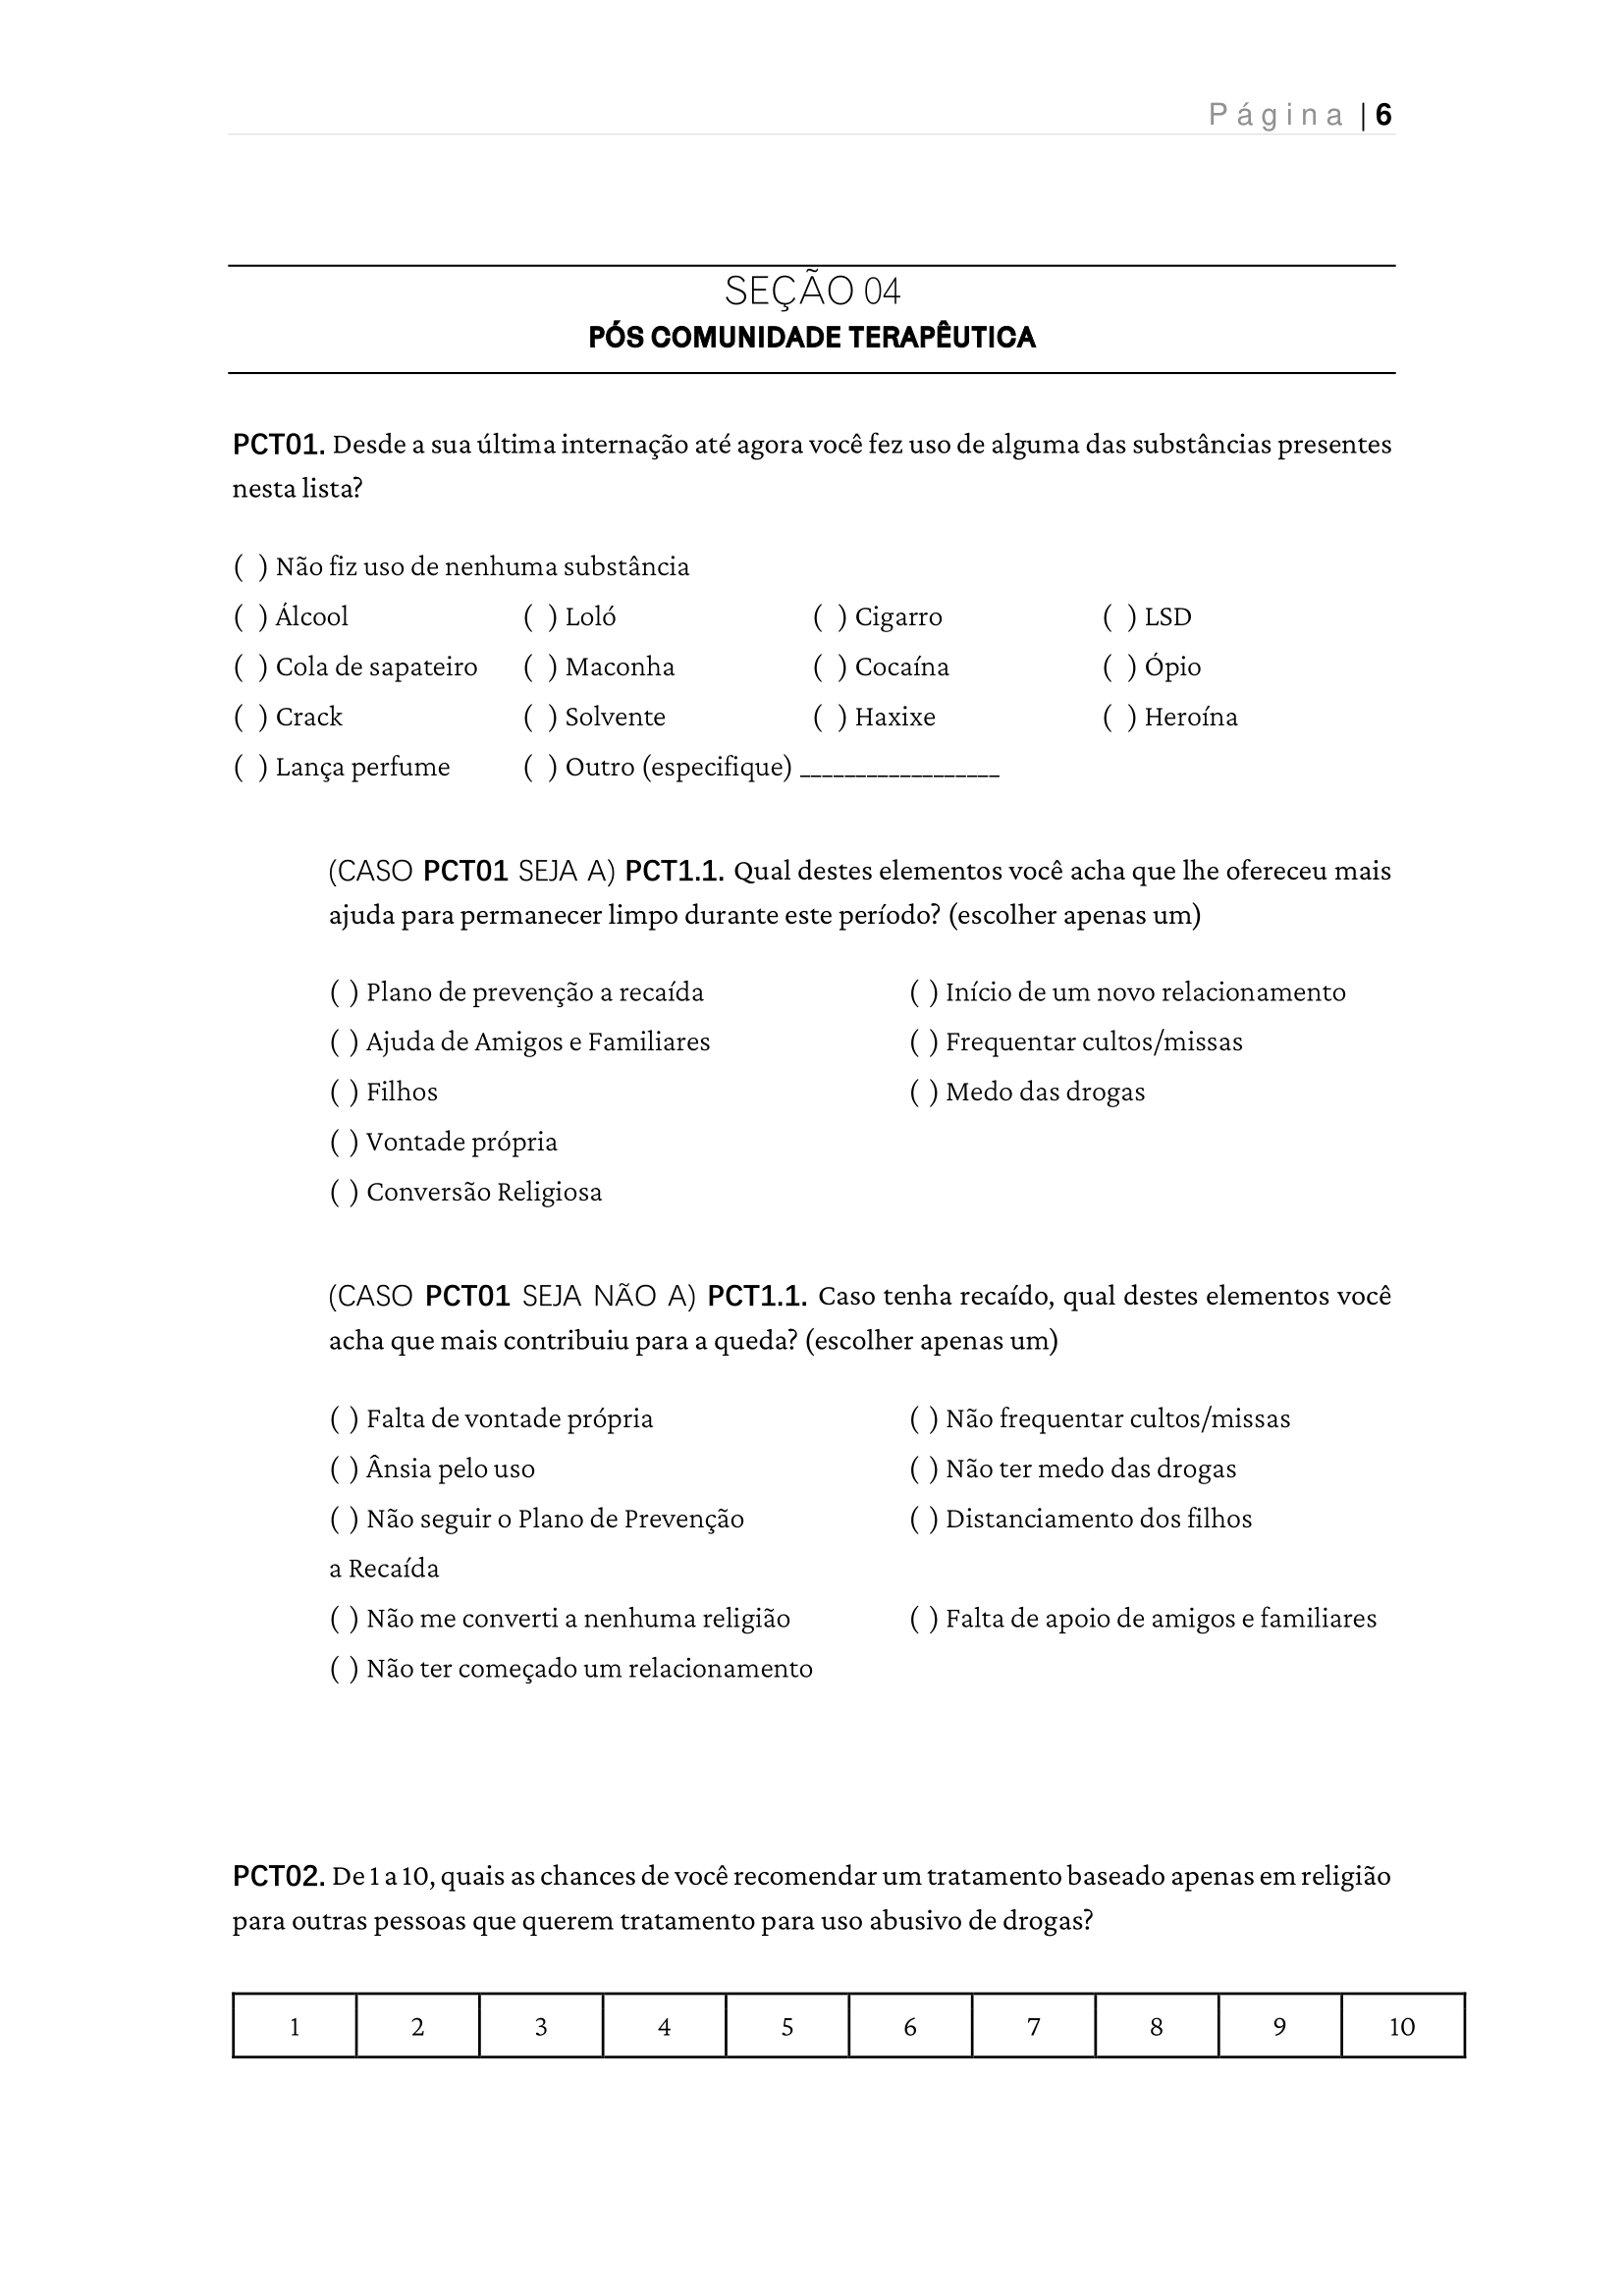 Página | 6
SEÇÃO 04
PÓS COMUNIDADE TERAPÊUTICA
PCT01. Desde a sua última internação até agora você fez uso de alguma das substâncias presentes
nesta lista?
( ) Não fiz uso de nenhuma substância
( ) Álcool ( ) Loló ( ) Cigarro ( ) LSD
( ) Cola de sapateiro ( ) Maconha ( ) Cocaína ( ) Ópio
( ) Crack ( ) Solvente ( ) Haxixe ( ) Heroína
( ) Lança perfume ( ) Outro (especifique) __________________
(CASO PCT01 SEJA A) PCT1.1. Qual destes elementos você acha que lhe ofereceu mais
ajuda para permanecer limpo durante este período? (escolher apenas um)
( ) Plano de prevenção a recaída ( ) Início de um novo relacionamento
( ) Ajuda de Amigos e Familiares ( ) Frequentar cultos/missas
( ) Filhos ( ) Medo das drogas
( ) Vontade própria
( ) Conversão Religiosa
(CASO PCT01 SEJA NÃO A) PCT1.1. Caso tenha recaído, qual destes elementos você
acha que mais contribuiu para a queda? (escolher apenas um)
( ) Falta de vontade própria ( ) Não frequentar cultos/missas
( ) Ânsia pelo uso ( ) Não ter medo das drogas
( ) Não seguir o Plano de Prevenção ( ) Distanciamento dos filhos
a Recaída
( ) Não me converti a nenhuma religião ( ) Falta de apoio de amigos e familiares
( ) Não ter começado um relacionamento
PCT02. De 1 a 10, quais as chances de você recomendar um tratamento baseado apenas em religião
para outras pessoas que querem tratamento para uso abusivo de drogas?
1 2 3 4 5 6 7 8 9 10